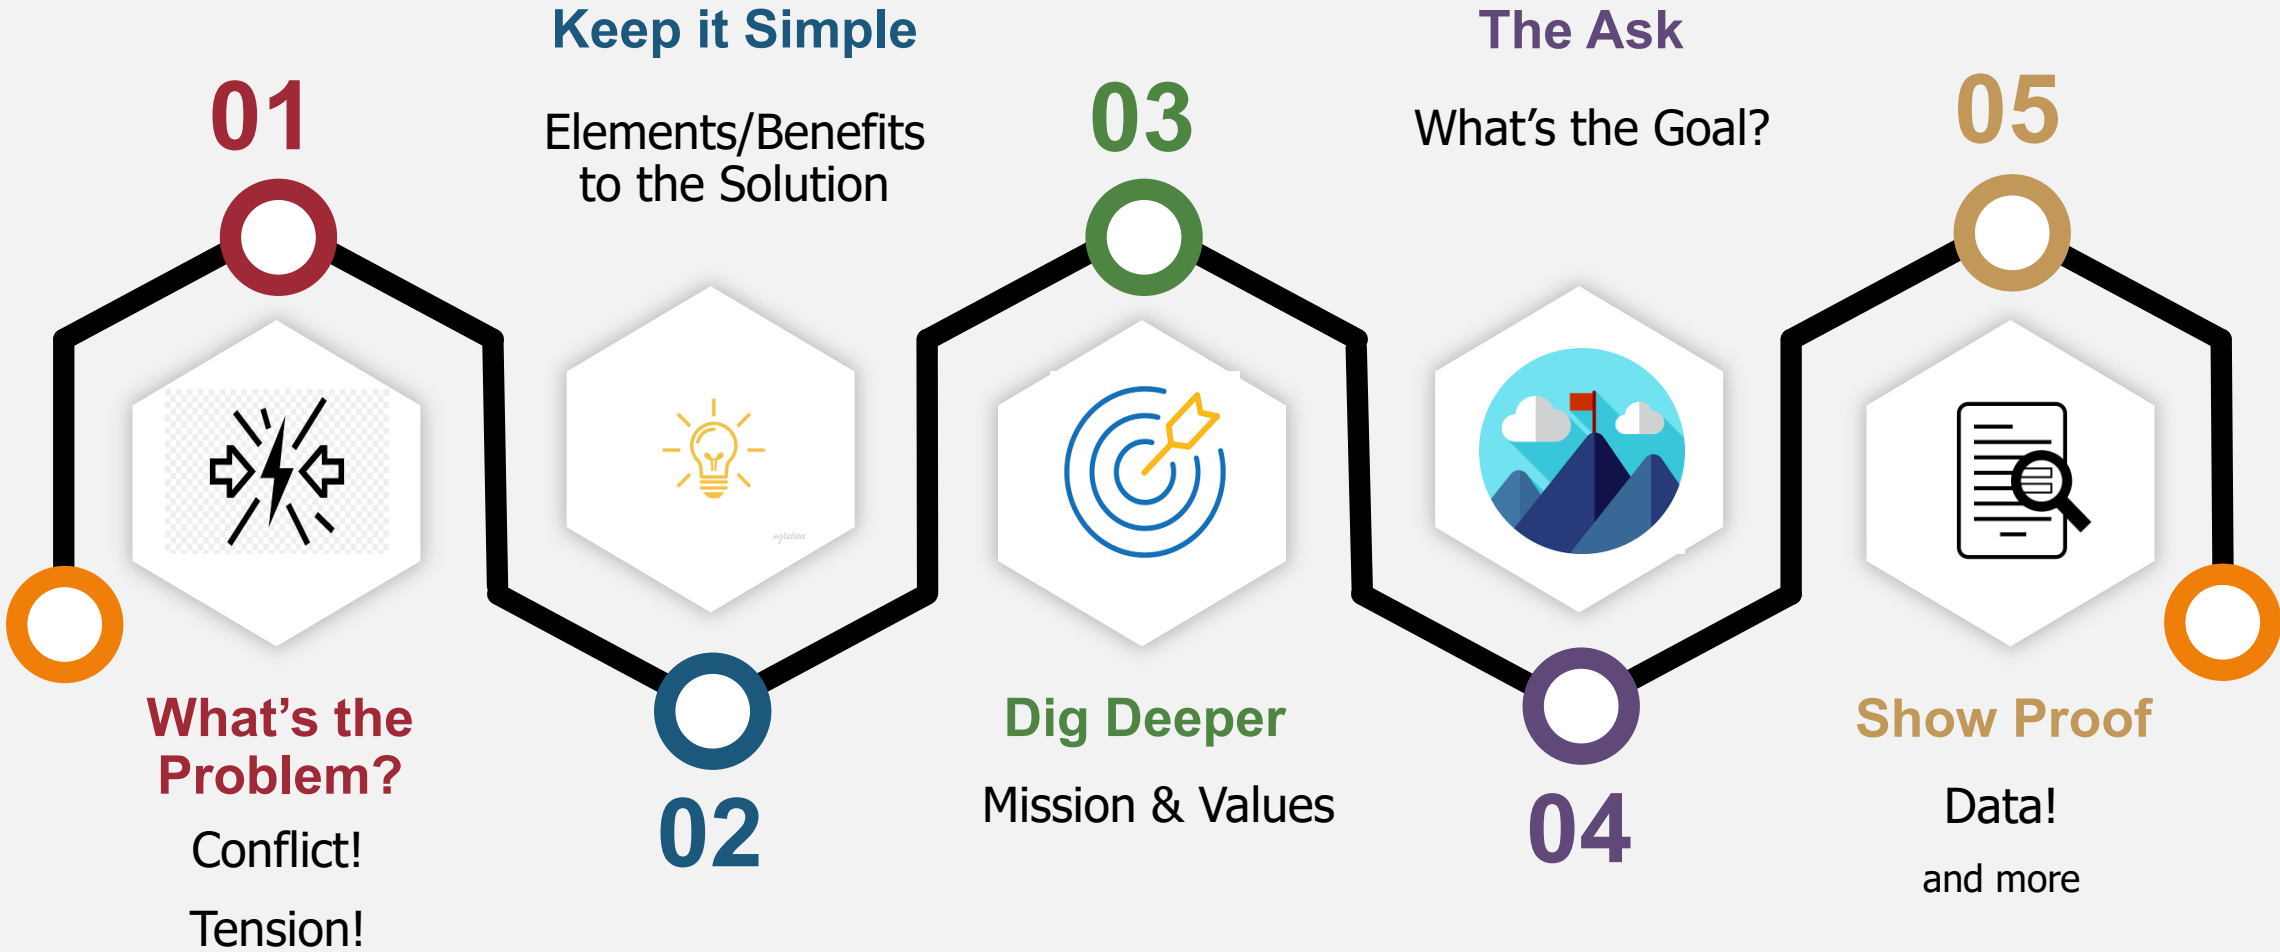 01
What's the
Problem?
Conflict!
Tension!
Keep it Simple
Elements/Benefits
to the Solution
02
03
Dig Deeper
Mission & Values
The Ask
What's the Goal?
04
05
Show Proof
Data!
and more